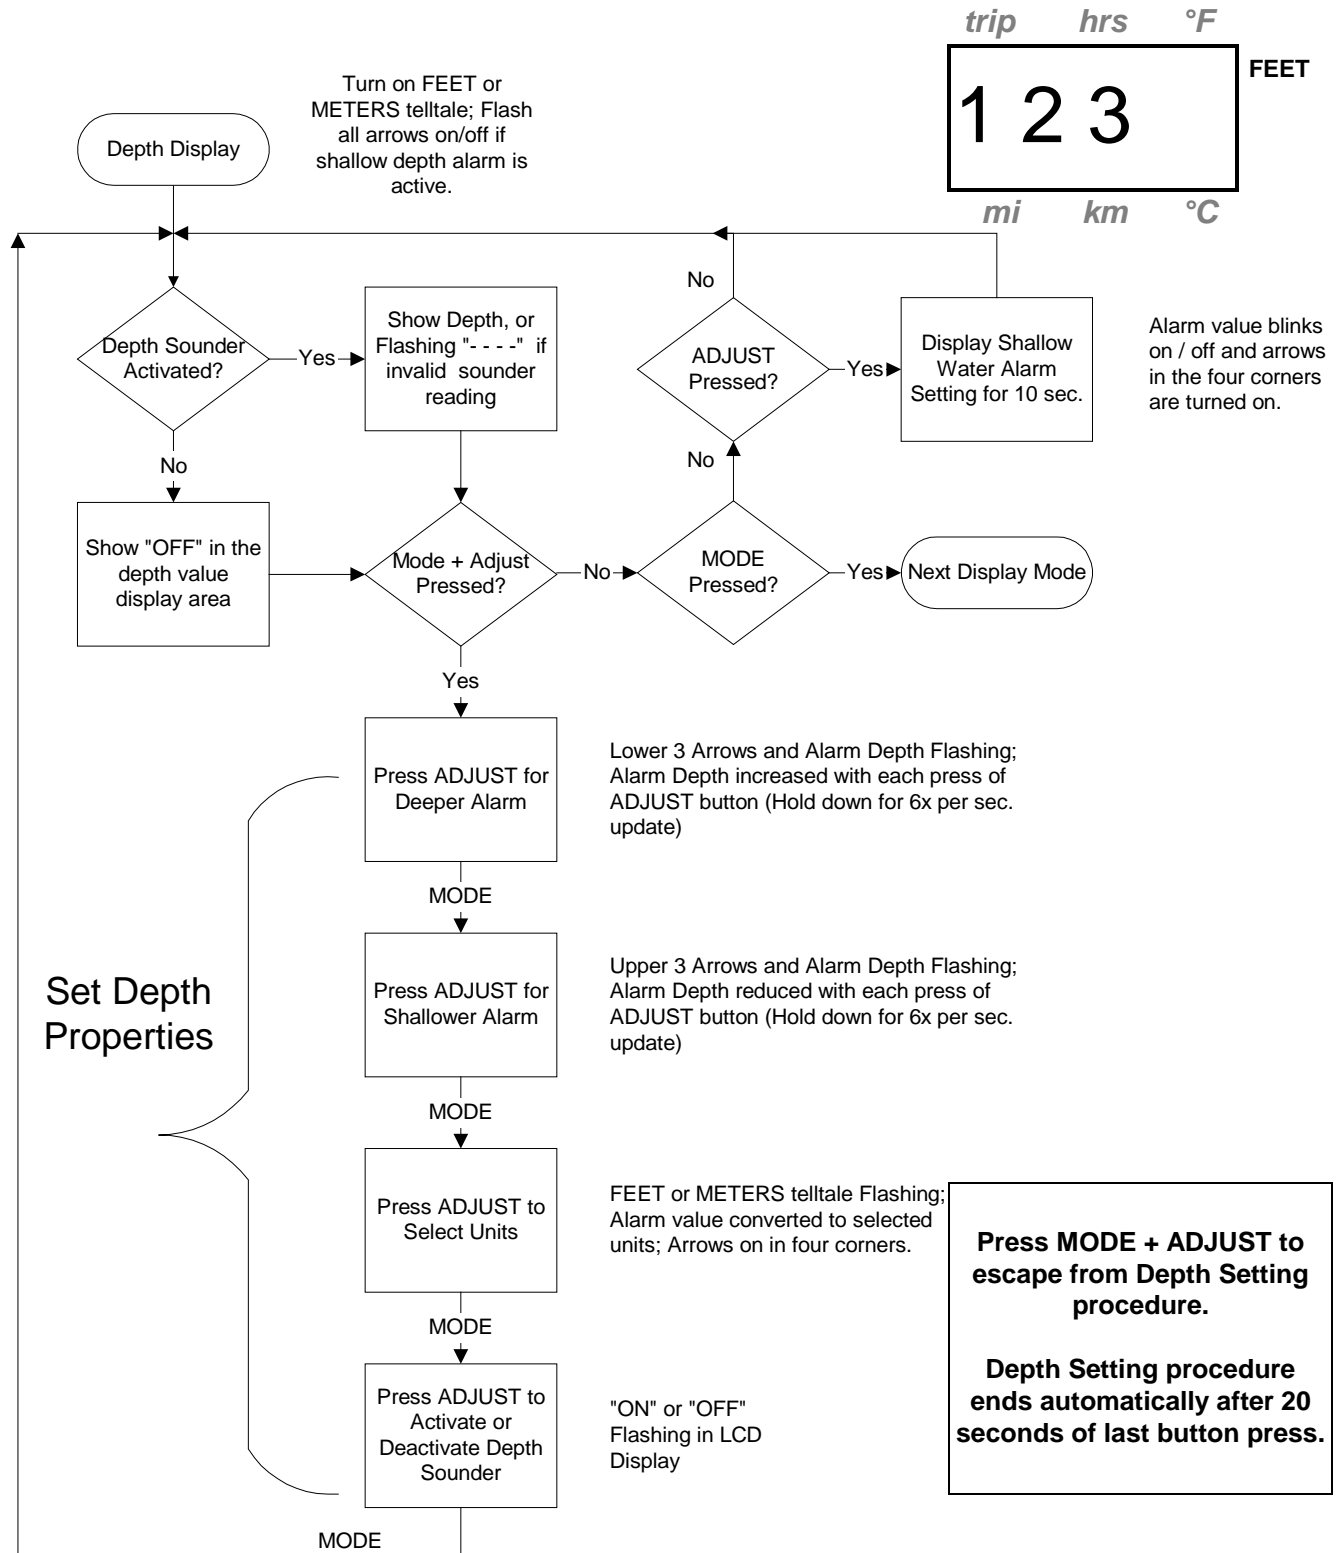 trip hrs °F
FEET
1 2 3
mi km °C
Turn on FEET or
METERS telltale; Flash
all arrows on/off if
shallow depth alarm is
active.
Depth Display
Depth Sounder
Activated?
Yes
Show Depth, or
Flashing "- - - -" if
invalid sounder
reading
No
ADJUST
Pressed?
Yes
Display Shallow
Water Alarm
Setting for 10 sec.
Alarm value blinks
on / off and arrows
in the four corners
are turned on.
No
Show "OFF" in the
depth value
display area
Mode + Adjust
Pressed?
No
No
MODE
Pressed?
Yes
Next Display Mode
Yes
Press ADJUST for
Deeper Alarm
Lower 3 Arrows and Alarm Depth Flashing;
Alarm Depth increased with each press of
ADJUST button (Hold down for 6x per sec.
update)
MODE
Set Depth
Properties
Press ADJUST for
Shallower Alarm
Upper 3 Arrows and Alarm Depth Flashing;
Alarm Depth reduced with each press of
ADJUST button (Hold down for 6x per sec.
update)
MODE
Press ADJUST to
Select Units
FEET or METERS telltale Flashing;
Alarm value converted to selected
units; Arrows on in four corners.
MODE
Press ADJUST to
Activate or
Deactivate Depth
Sounder
"ON" or "OFF"
Flashing in LCD
Display
MODE
Press MODE + ADJUST to
escape from Depth Setting
procedure.
Depth Setting procedure
ends automatically after 20
seconds of last button press.